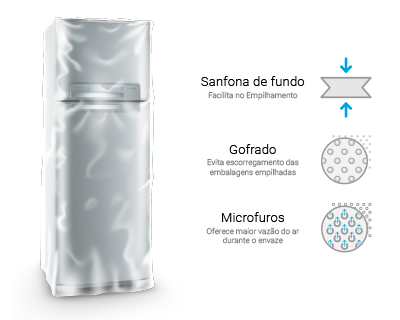 Sanfona de fundo
Facilita no Empilhamento
Gofrado
Evita escorregamento das
embalagens empilhadas
Microfuros
Oferece maior vazão do ar
durante o envaze